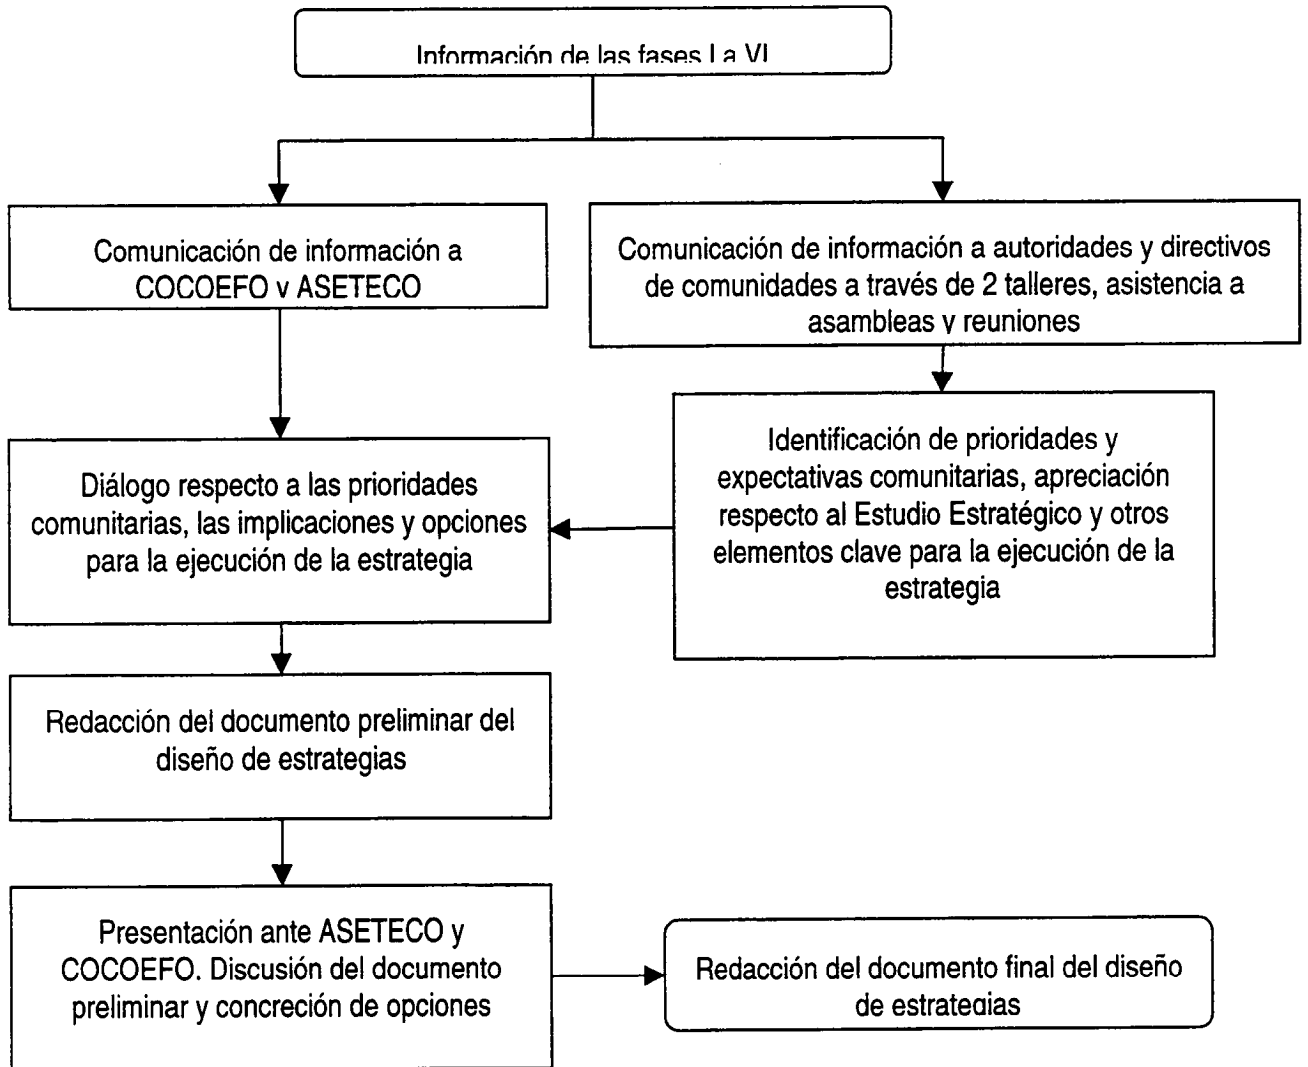 Información de las fases I a VI
Comunicación de información a
COCOEFO y ASETECO
Comunicación de información a autoridades y directivos
de comunidades a través de 2 talleres, asistencia a
asambleas y reuniones
Identificación de prioridades y
expectativas comunitarias, apreciación
respecto al Estudio Estratégico y otros
elementos clave para la ejecución de la
estrategia
Diálogo respecto a las prioridades
comunitarias, las implicaciones y opciones
para la ejecución de la estrategia
Redacción del documento preliminar del
diseño de estrategias
Presentación ante ASETECO y
COCOEFO. Discusión del documento
preliminar y concreción de opciones
Redacción del documento final del diseño
de estrategias